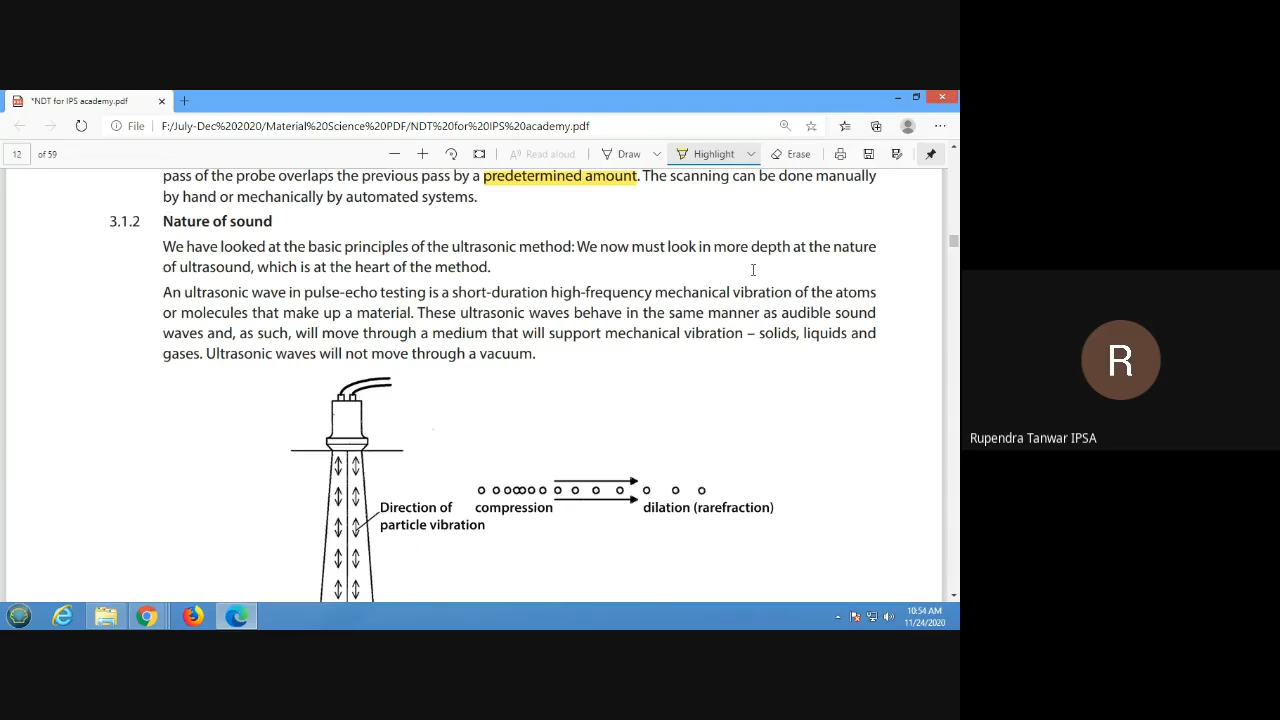 *NDT for IPS academy.pdf
File F:/July-Dec%202020/Material%20Science%20PDF/NDT%20for%20IPS%20academy.pdf
12 of 59 Read aloud Draw Highlight Erase
pass of the probe overlaps the previous pass by a predetermined amount. The scanning can be done manually
by hand or mechanically by automated systems.
3.1.2 Nature of sound
We have looked at the basic principles of the ultrasonic method: We now must look in more depth at the nature
of ultrasound, which is at the heart of the method.
An ultrasonic wave in pulse-echo testing is a short-duration high-frequency mechanical vibration of the atoms
or molecules that make up a material. These ultrasonic waves behave in the same manner as audible sound
waves and, as such, will move through a medium that will support mechanical vibration – solids, liquids and
gases. Ultrasonic waves will not move through a vacuum.
Direction of
particle vibration
compression
dilation (rarefraction)
R
Rupendra Tanwar IPSA
10:54 AM
11/24/2020